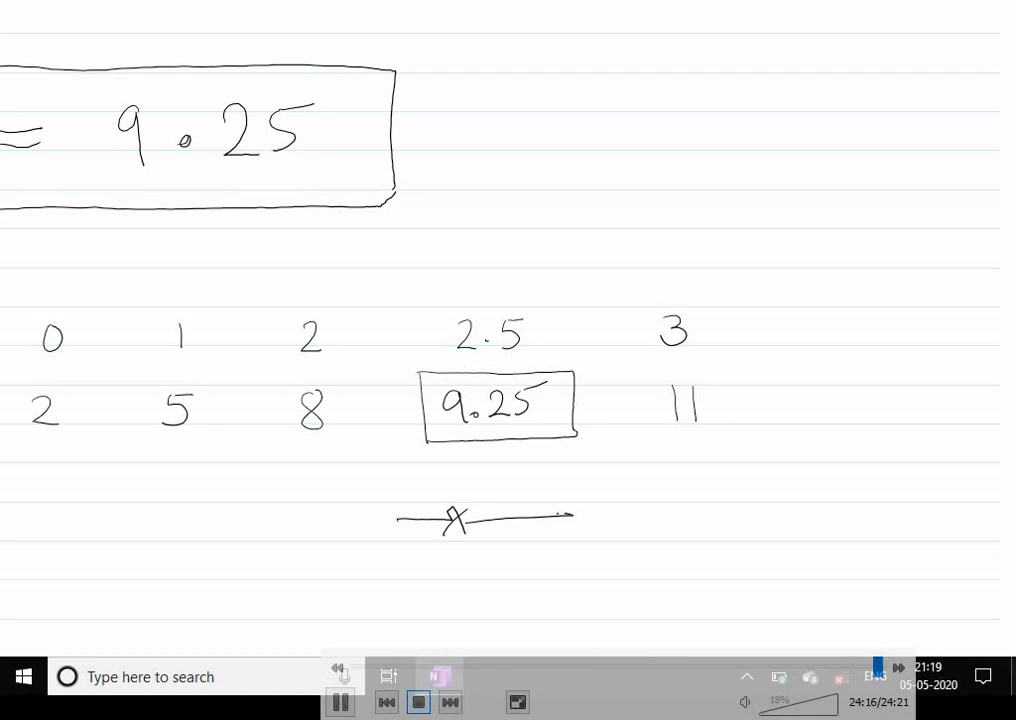 = 9.25
0 1 2 2.5 3
2 5 8 9.25 11
Type here to search
ENG
21:19
05-05-2020
18%
24:16/24:21